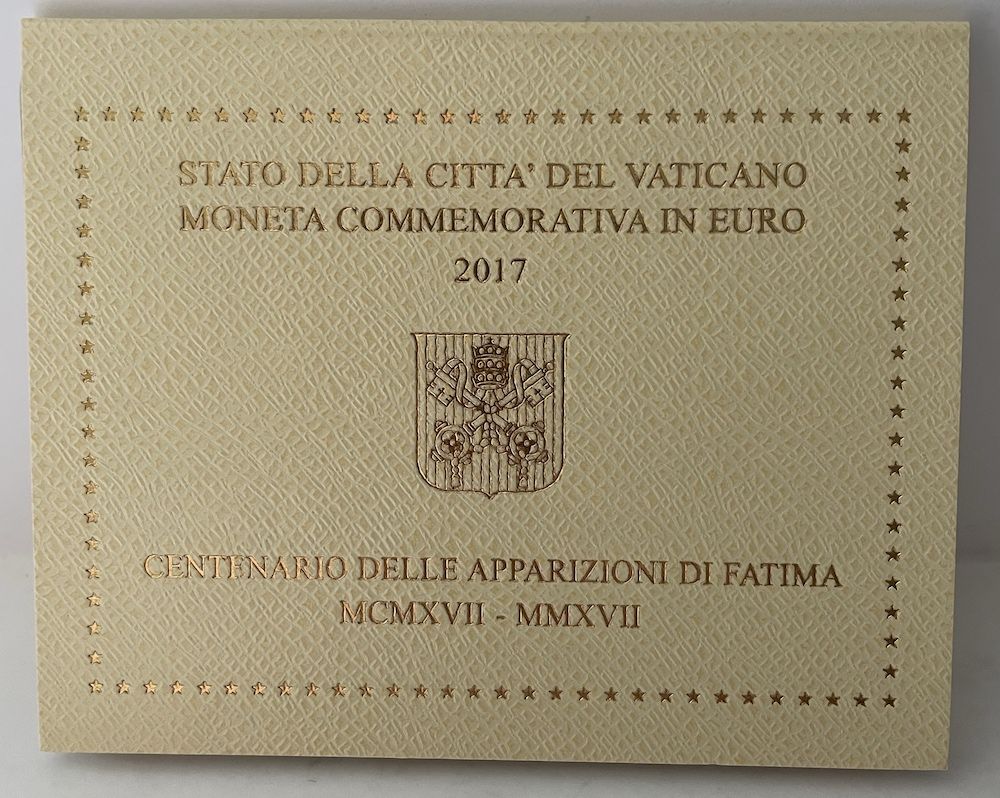 STATO DELLA CITTA' DEL VATICANO
MONETA COMMEMORATIVA IN EURO
2017
CENTENARIO DELLE APPARIZIONI DI FATIMA
MCMXVII - MMXVII